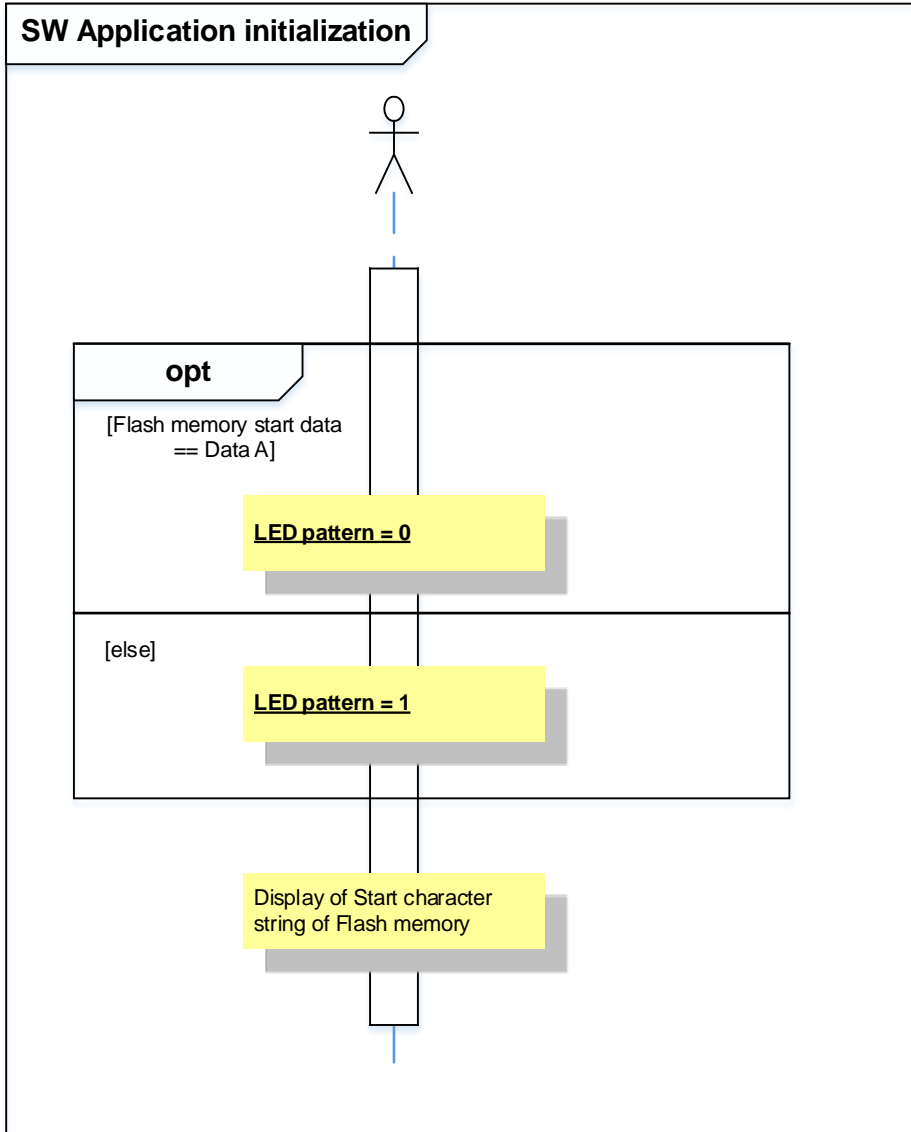 SW Application initialization
opt
[Flash memory start data
== Data A]
LED pattern = 0
[else]
LED pattern = 1
Display of Start character
string of Flash memory